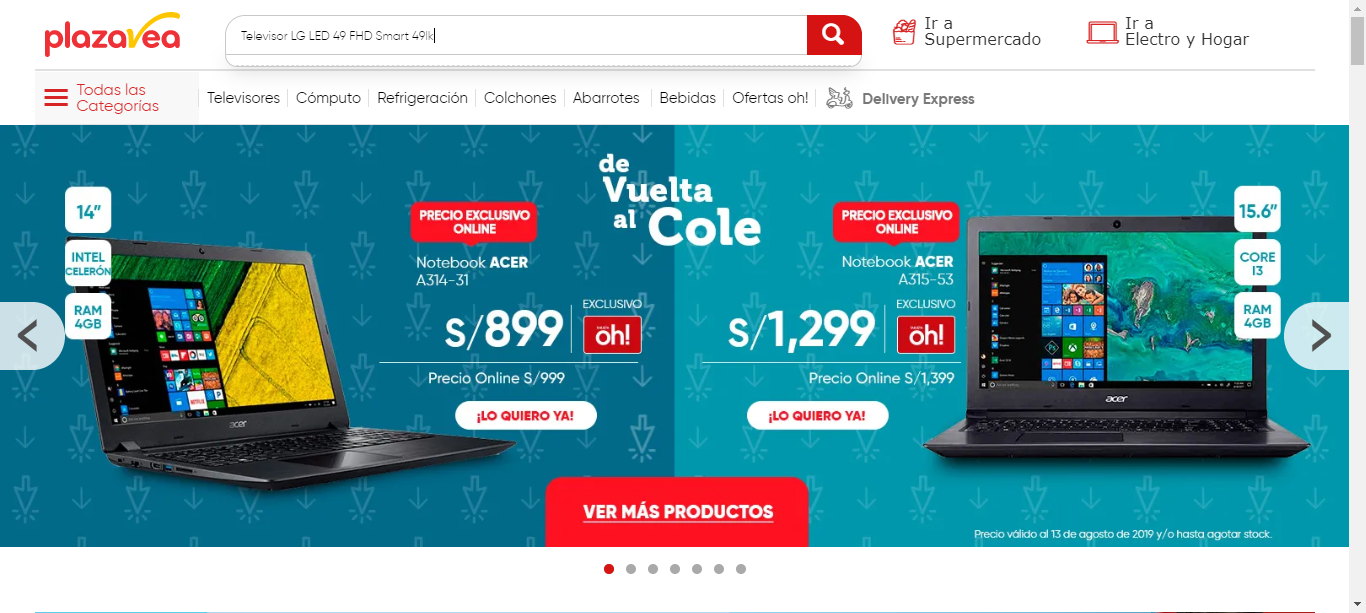 plazavea
Televisor LG LED 49 FHD Smart 49lk
Ir a
Supermercado
Ir a
Electro y Hogar
Todas las
Categorías
Televisores
Cómputo
Refrigeración
Colchones
Abarrotes
Bebidas
Ofertas oh!
Delivery Express
de
Vuelta
al Cole
14”
INTEL
CELERÓN
RAM
4GB
PRECIO EXCLUSIVO
ONLINE
Notebook ACER
A314-31
S/899
EXCLUSIVO
oh!
Precio Online S/999
¡LO QUIERO YA!
acer
PRECIO EXCLUSIVO
ONLINE
Notebook ACER
A315-53
S/1,299
EXCLUSIVO
oh!
Precio Online S/1,399
¡LO QUIERO YA!
15.6”
CORE
I3
RAM
4GB
acer
VER MÁS PRODUCTOS
Precio válido al 13 de agosto de 2019 y/o hasta agotar stock.